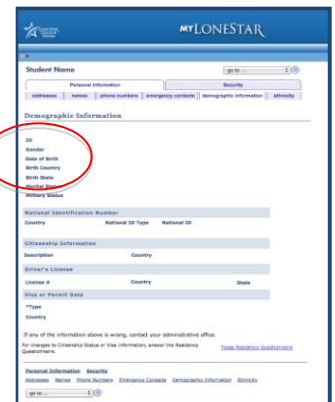 LONE STAR
COLLEGE
SYSTEM
MYLONESTAR
Student Name
go to ...
Personal Information Security
addresses names phone numbers emergency contacts demographic information ethnicity
Demographic Information
ID
Gender
Date of Birth
Birth Country
Birth State
Marital Status
Military Status
National Identification Number
Country National ID Type National ID
Citizenship Information
Description Country
Driver's License
License # Country State
Visa or Permit Data
*Type
Country
If any of the information above is wrong, contact your administrative office.
For changes to Citizenship Status or Visa Information, answer the Residency
Questionnaire. Texas Residency Questionnaire
Personal Information Security
Addresses Names Phone Numbers Emergency Contacts Demographic Information Ethnicity
go to ...